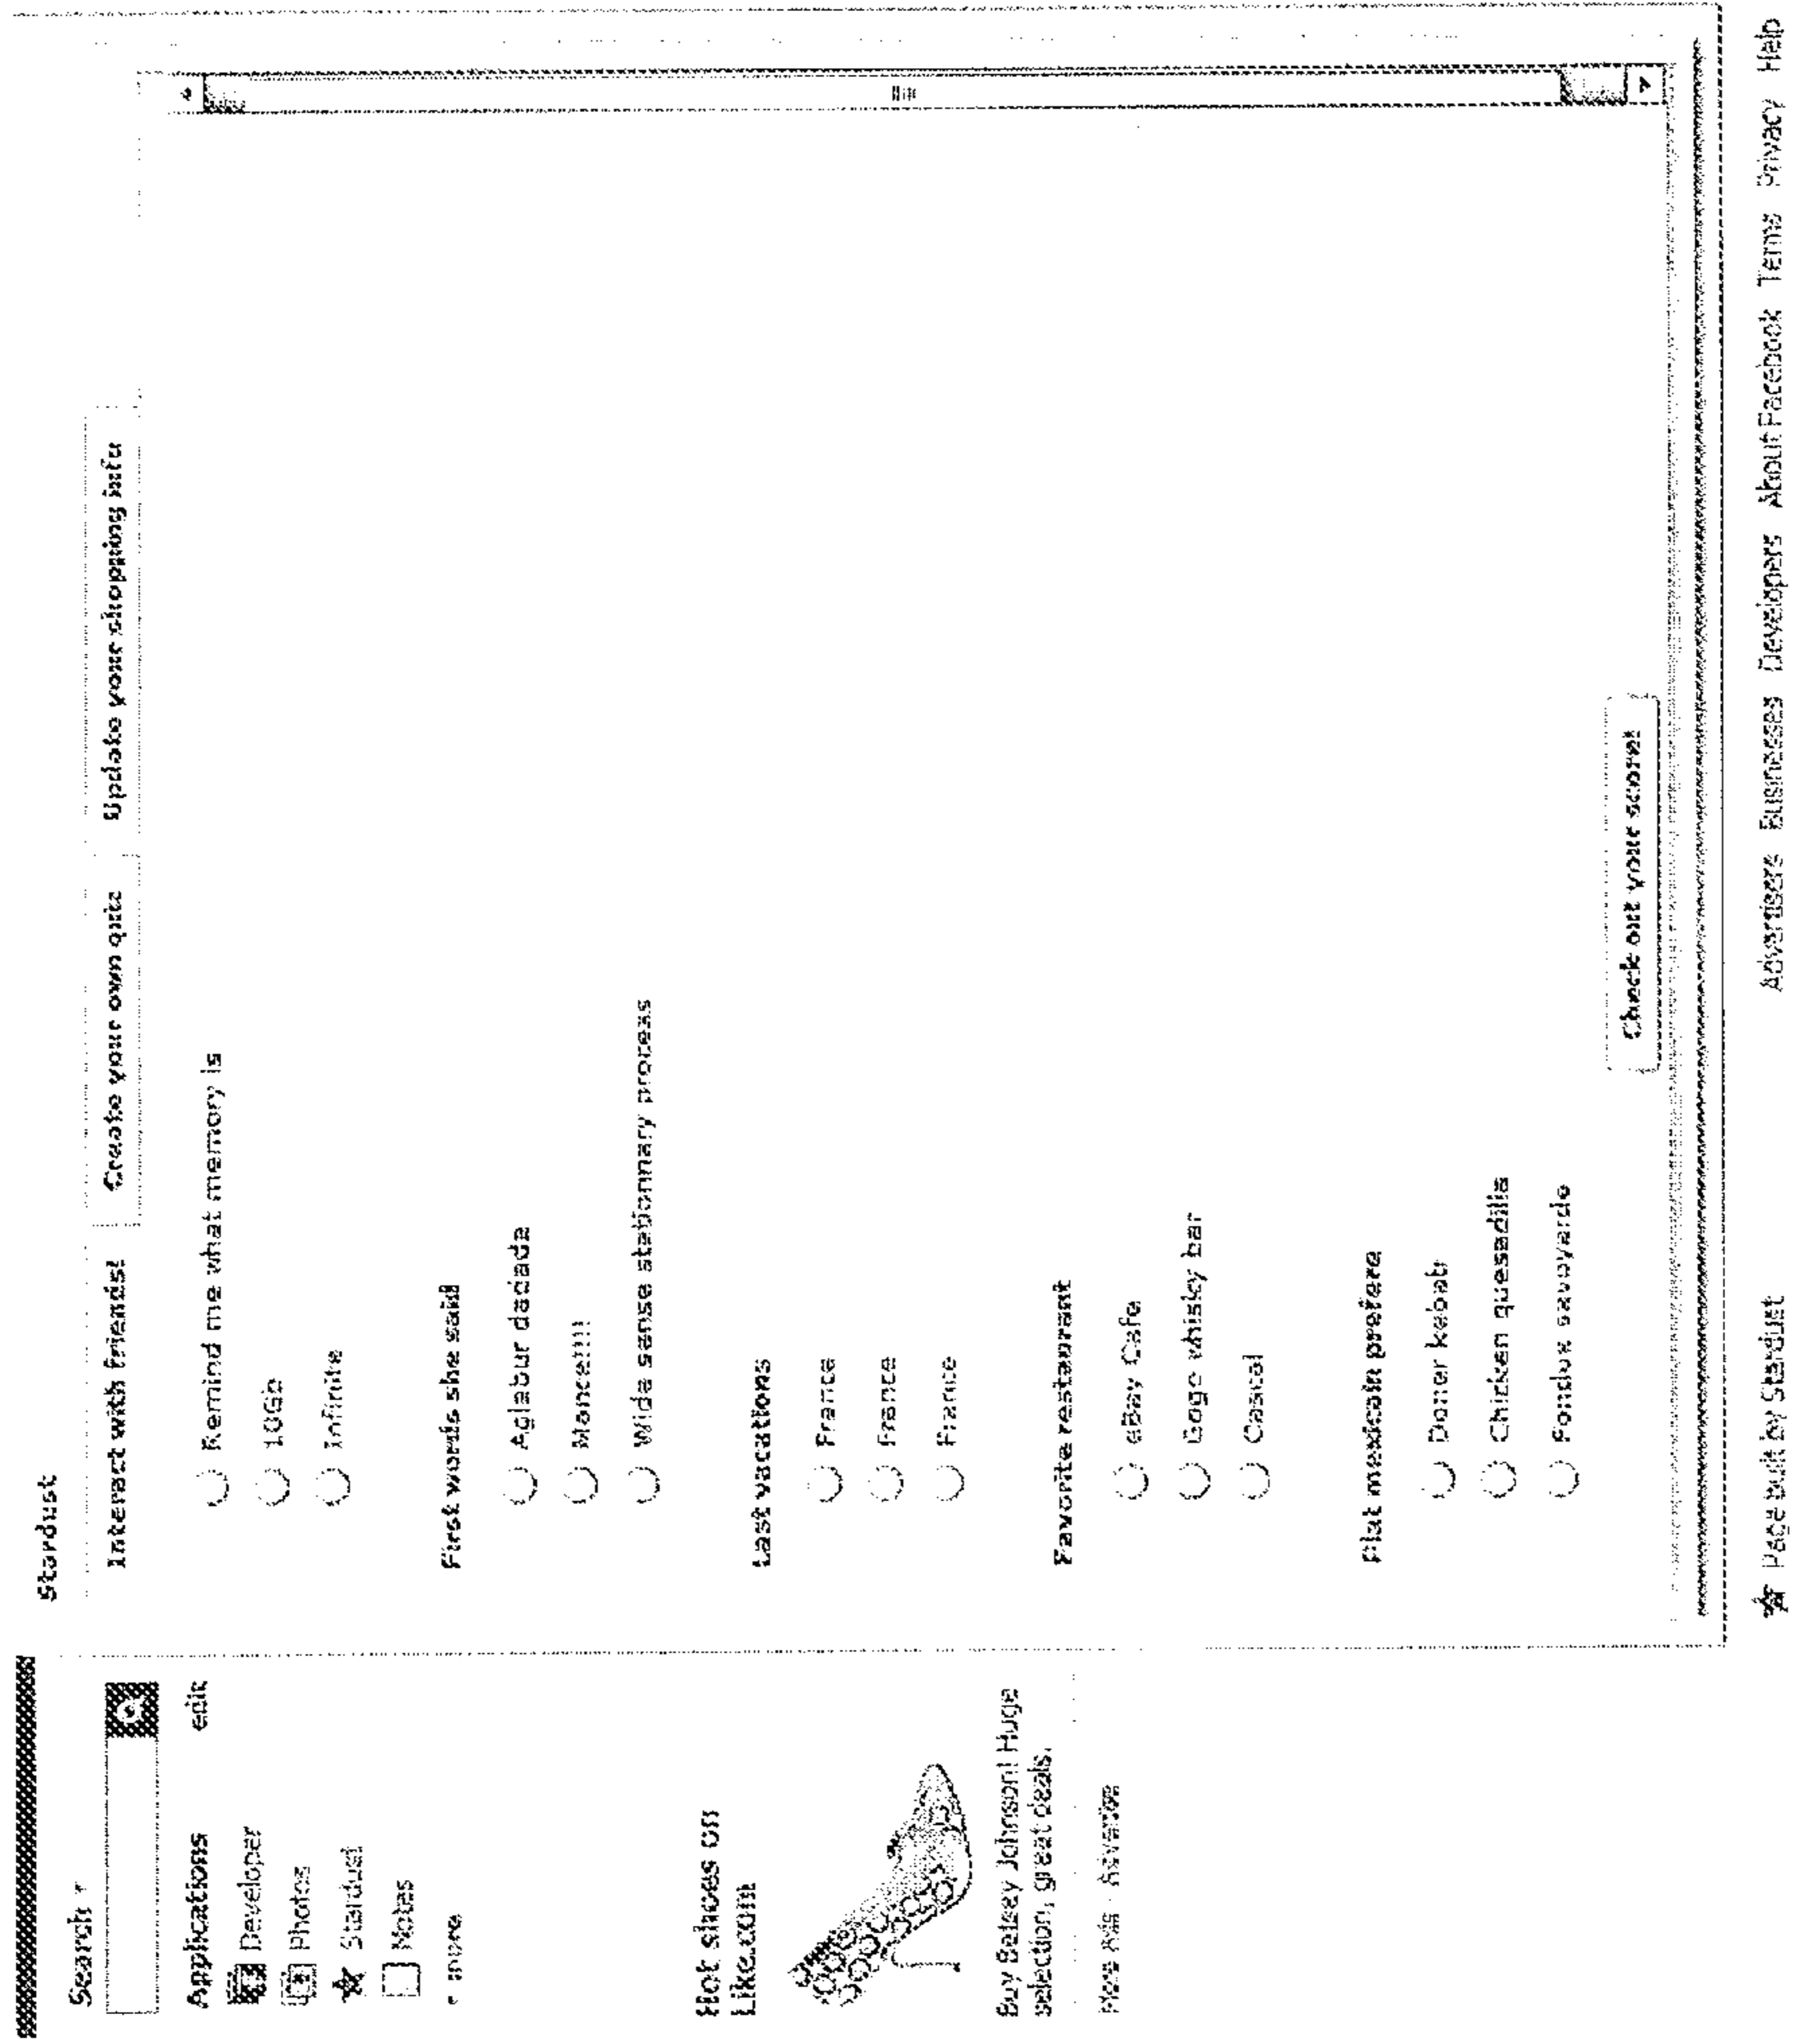 Search
Applications edit
Developer
Photos
Stardust
Notes
more
Hot shoes on
Like.com
Buy Betsey Johnson! Huge
selection, great deals.
More Ads Advertise
Stardust
Interact with friends! Create your own quiz Update your shopping info
Remind me what memory is
10Gb
Infinite
First words she said
Aglabur dadada
Wide sense stationnary process
Last vacations
France
France
France
Favorite restaurant
eBay Cafe
Gogo whisky bar
Plat mexicain prefere
Doner kebab
Chicken quesadilla
Fondue savoyarde
Check out your score!
Page built by Stardust Advertisers Businesses Developers About Facebook Terms Privacy Help